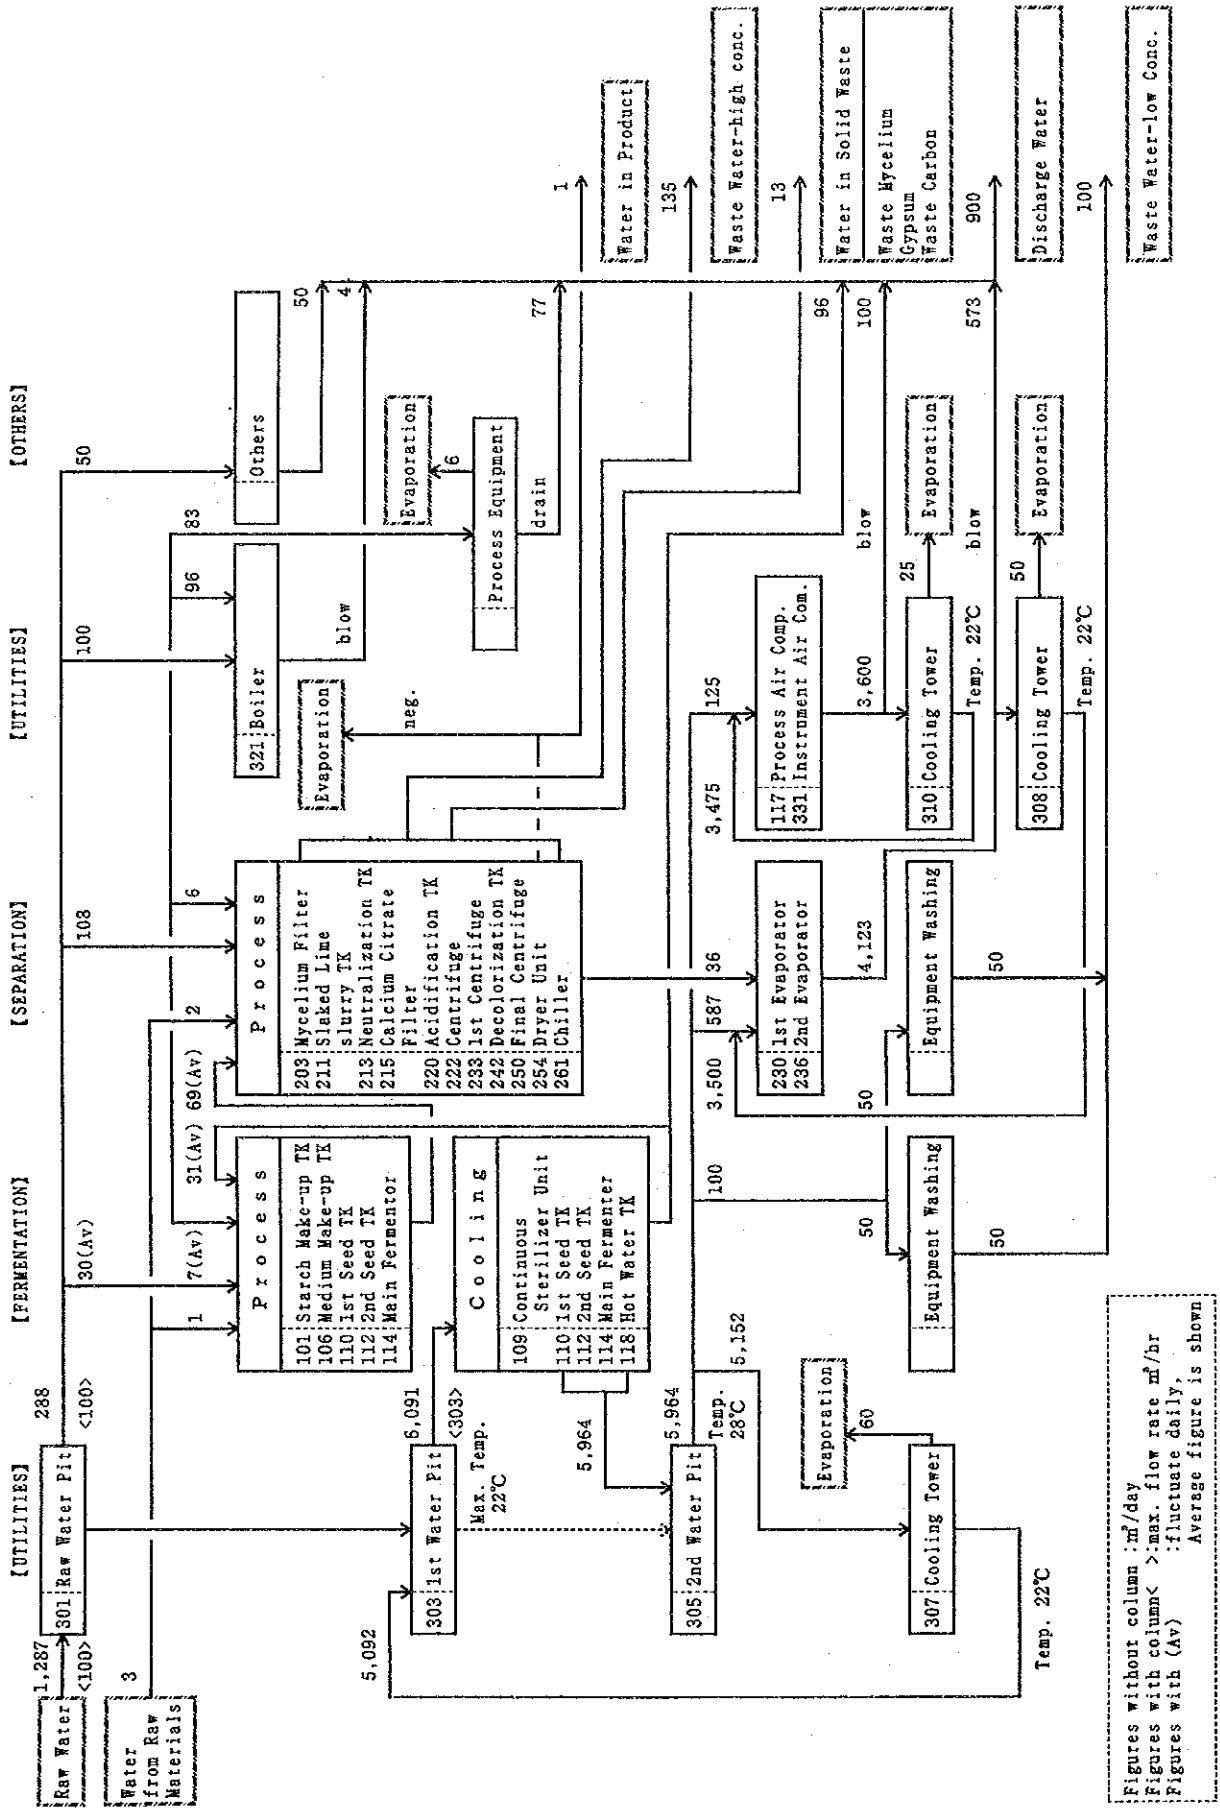 [UTILITIES]
[FERMENTATION]
[SEPARATION]
[UTILITIES]
[OTHERS]
Raw Water
1,287
<100>
301 Raw Water Pit
288
<100>
30(Av)
108
100
50
Water
from Raw
Materials
3
1
7(Av)
31(Av)
69(Av)
2
6
96
83
Process
101 Starch Make-up TK
106 Medium Make-up TK
110 1st Seed TK
112 2nd Seed TK
114 Main Fermentor
Process
203 Mycelium Filter
211 Slaked Lime
slurry TK
213 Neutralization TK
215 Calcium Citrate
Filter
220 Acidification TK
222 Centrifuge
233 1st Centrifuge
242 Decolorization TK
250 Final Centrifuge
254 Dryer Unit
261 Chiller
321 Boiler
blow
Others
50
4
Evaporation
neg.
Evaporation
6
Process Equipment
drain
77
1
Water in Product
135
Waste Water-high conc.
13
Water in Solid Waste
Waste Mycelium
Gypsum
Waste Carbon
5,092
303 1st Water Pit
6,091
<303>
Max. Temp.
22℃
Cooling
109 Continuous
Sterilizer Unit
110 1st Seed TK
112 2nd Seed TK
114 Main Fermenter
118 Hot Water TK
5,964
305 2nd Water Pit
5,964
Temp.
28℃
5,152
100
3,500
587
36
3,475
125
96
100
230 1st Evaporator
236 2nd Evaporator
4,123
117 Process Air Comp.
331 Instrument Air Com.
3,600
blow
Evaporation
60
307 Cooling Tower
Temp. 22℃
50
Equipment Washing
50
50
Equipment Washing
50
310 Cooling Tower
25
Evaporation
Temp. 22℃
blow
573
900
Discharge Water
308 Cooling Tower
50
Evaporation
Temp. 22℃
100
Waste Water-low Conc.
Figures without column :m³/day
Figures with column< >:max. flow rate m³/hr
Figures with (Av) :fluctuate daily,
Average figure is shown